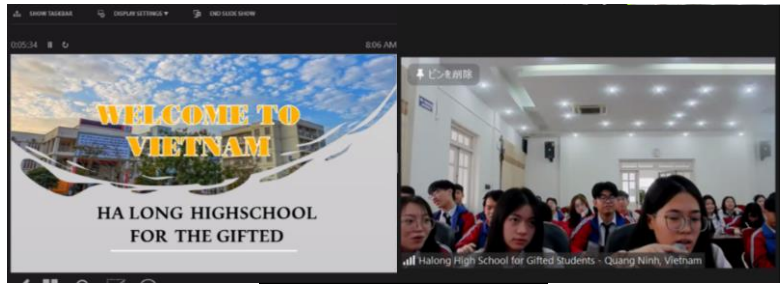 SHOW TASKBAR DISPLAY SETTINGS ▼ END SLIDE SHOW
0:05:34 8:06 AM
WELCOME TO
VIETNAM
HA LONG HIGHSCHOOL
FOR THE GIFTED
ピンを削除
Halong High School for Gifted Students - Quang Ninh, Vietnam